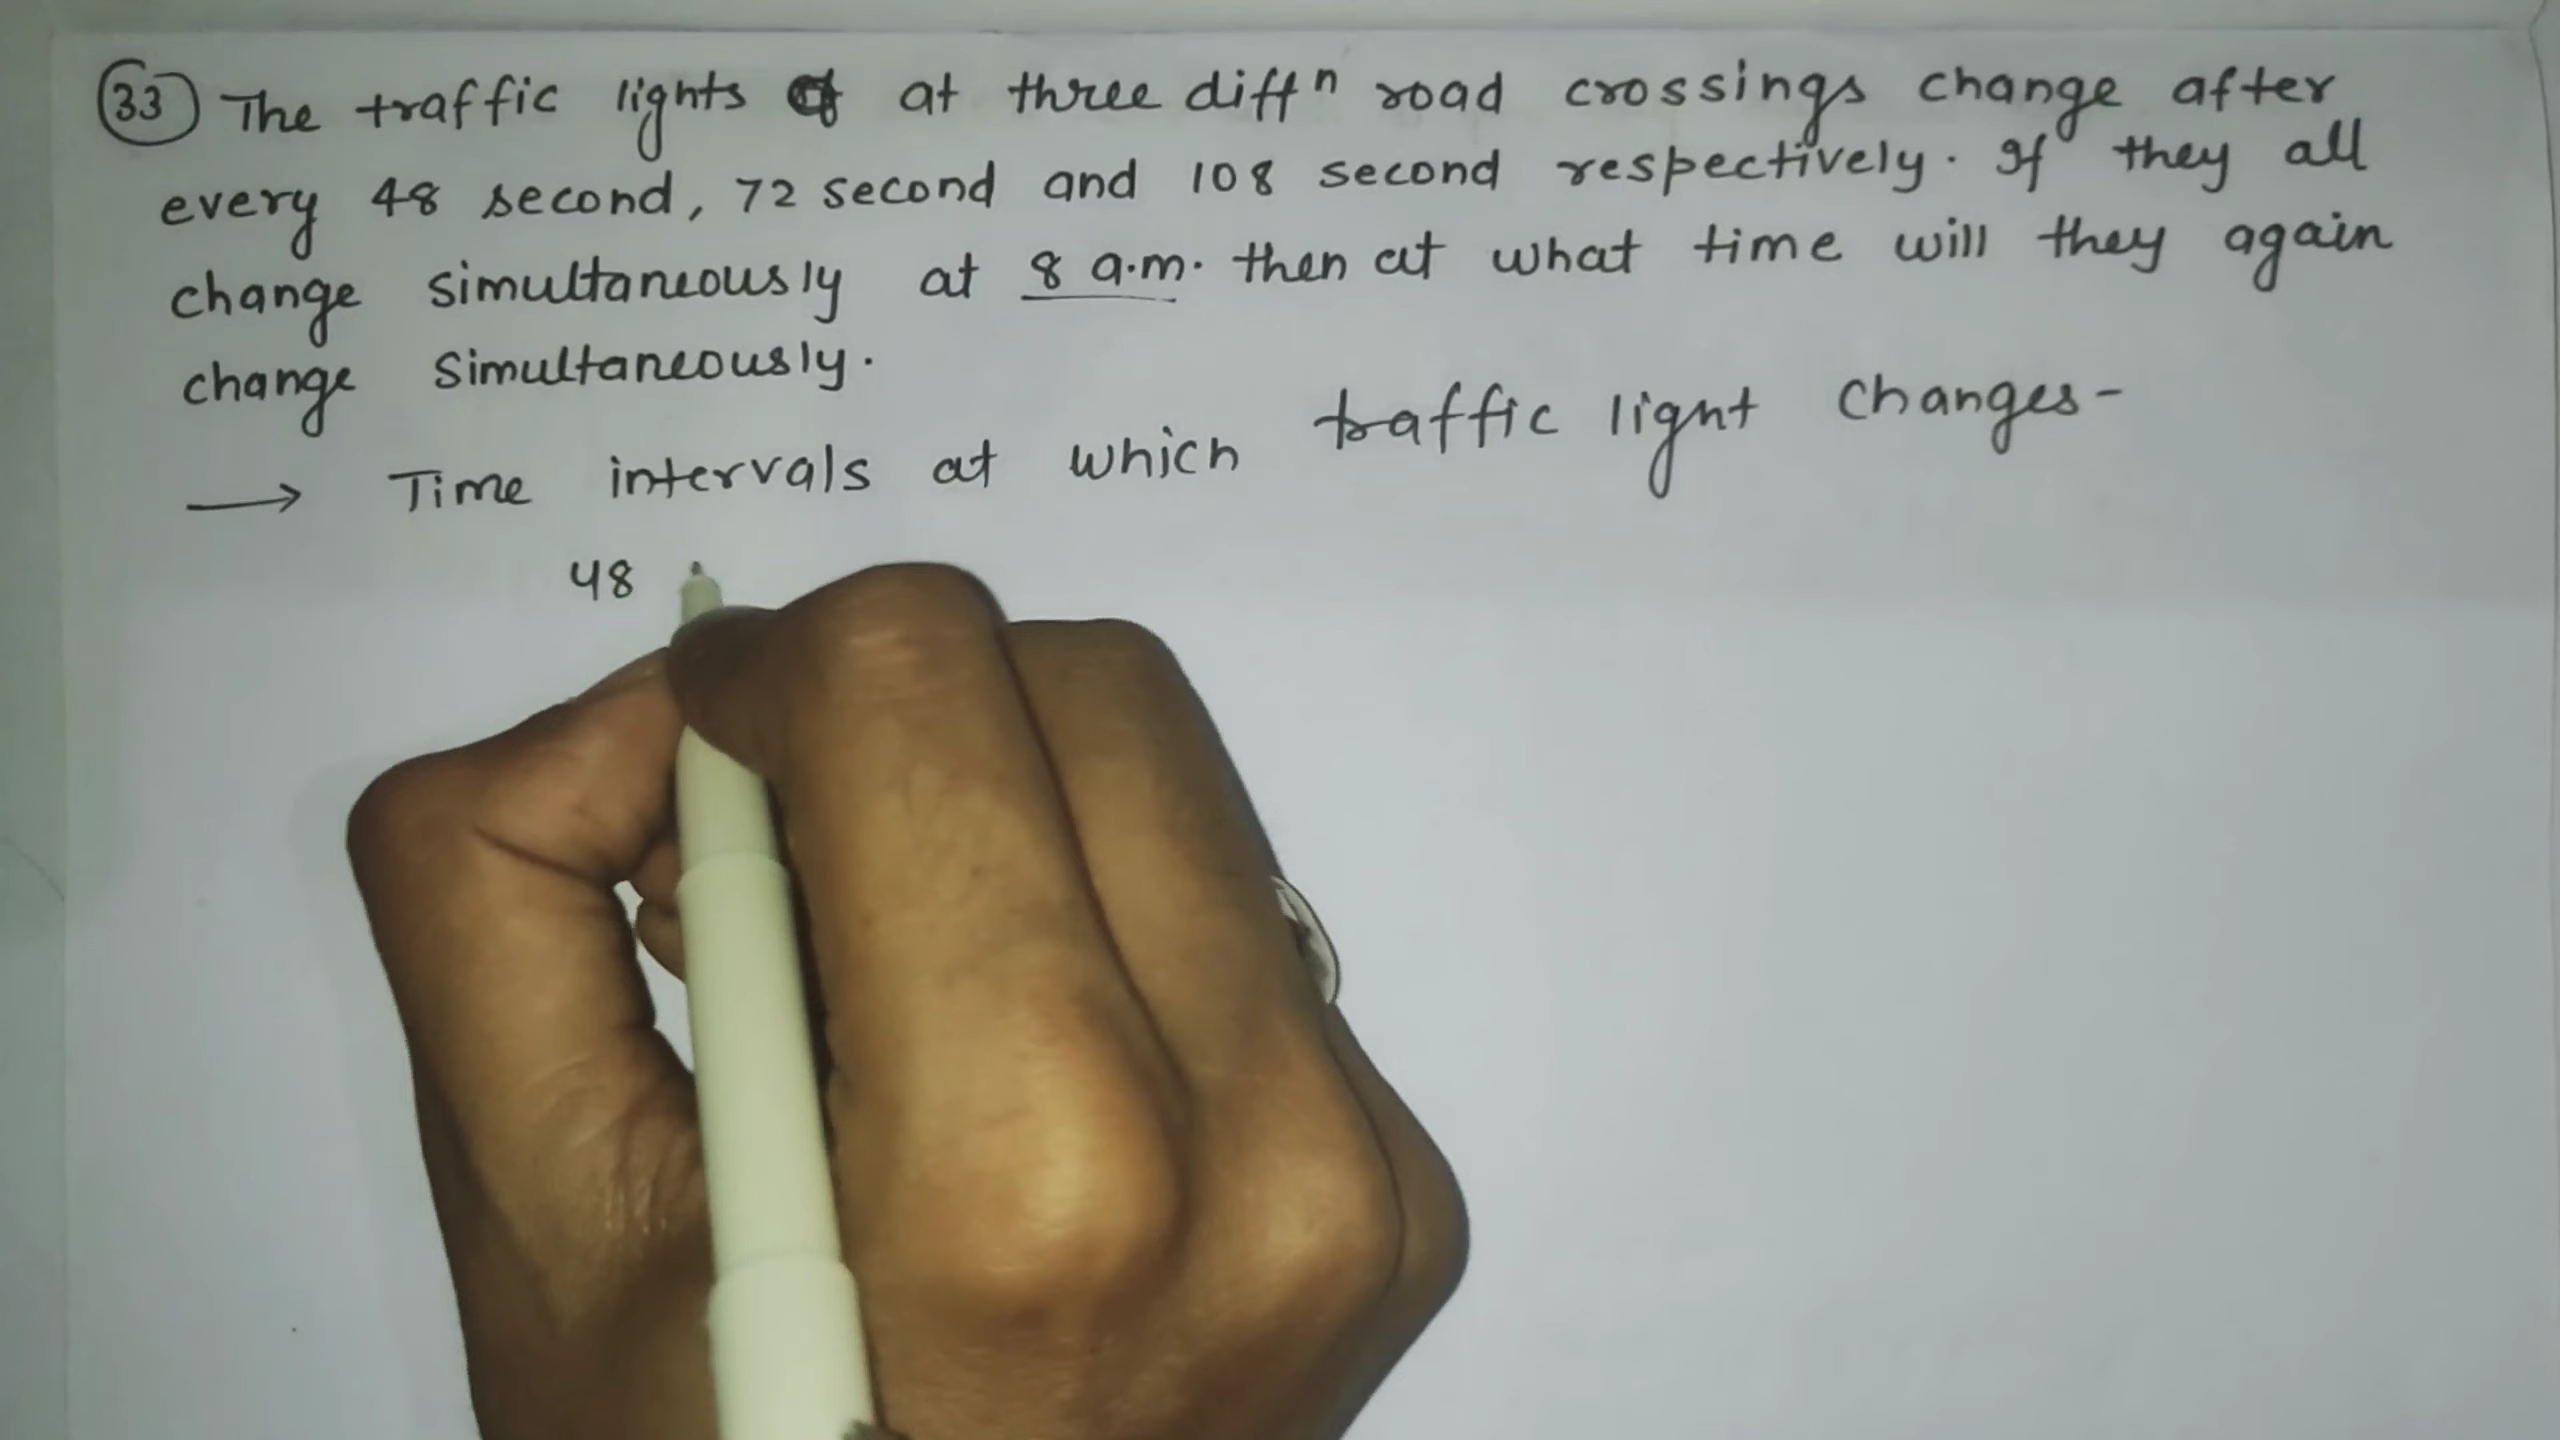 33 The traffic lights at three diffn road crossings change after
every 48 second, 72 second and 108 second respectively. If they all
change simultaneously at 8 a.m. then at what time will they again
change simultaneously.
→ Time intervals at which traffic light changes-
48